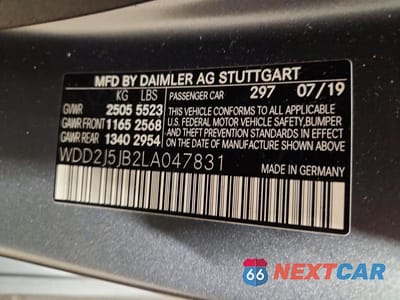 MFD BY DAIMLER AG STUTTGART
KG LBS
GVWR 2505 5523
GAWR FRONT 1165 2568
GAWR REAR 1340 2954
PASSENGER CAR 297 07/19
THIS VEHICLE CONFORMS TO ALL APPLICABLE
U.S. FEDERAL MOTOR VEHICLE SAFETY,BUMPER
AND THEFT PREVENTION STANDARDS IN EFFECT ON THE
DATE OF MANUFACTURE SHOWN ABOVE.
WDD2J5JB2LA047831
MADE IN GERMANY
66 NEXTCAR